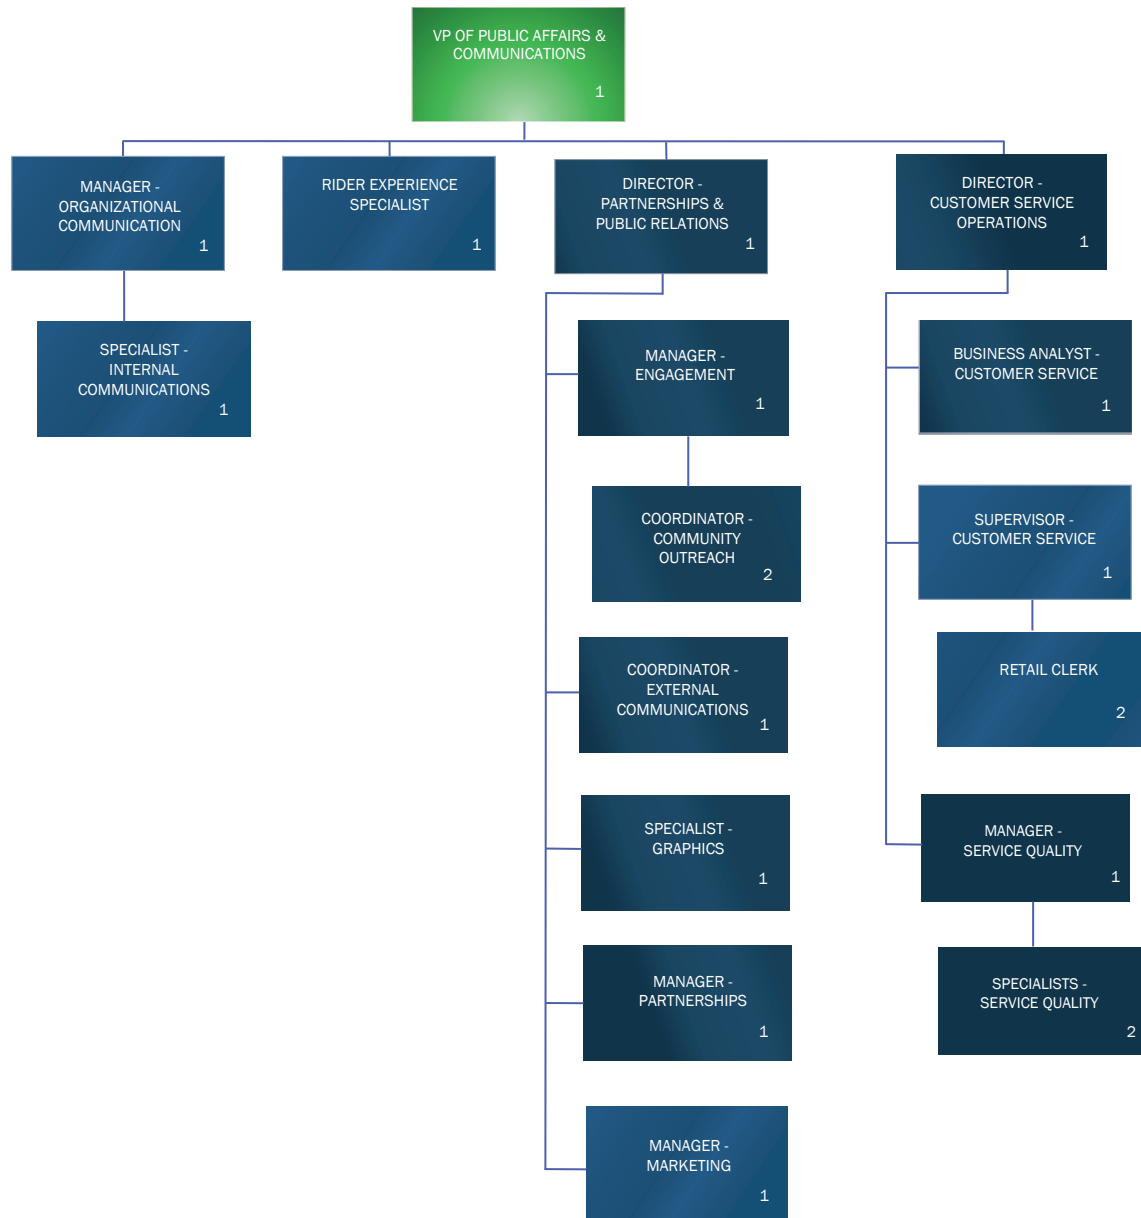 VP OF PUBLIC AFFAIRS &
COMMUNICATIONS
1
MANAGER -
ORGANIZATIONAL
COMMUNICATION
1
RIDER EXPERIENCE
SPECIALIST
1
DIRECTOR -
PARTNERSHIPS &
PUBLIC RELATIONS
1
DIRECTOR -
CUSTOMER SERVICE
OPERATIONS
1
SPECIALIST -
INTERNAL
COMMUNICATIONS
1
MANAGER -
ENGAGEMENT
1
COORDINATOR -
COMMUNITY
OUTREACH
2
COORDINATOR -
EXTERNAL
COMMUNICATIONS
1
SPECIALIST -
GRAPHICS
1
MANAGER -
PARTNERSHIPS
1
MANAGER -
MARKETING
1
BUSINESS ANALYST -
CUSTOMER SERVICE
1
SUPERVISOR -
CUSTOMER SERVICE
1
RETAIL CLERK
2
MANAGER -
SERVICE QUALITY
1
SPECIALISTS -
SERVICE QUALITY
2